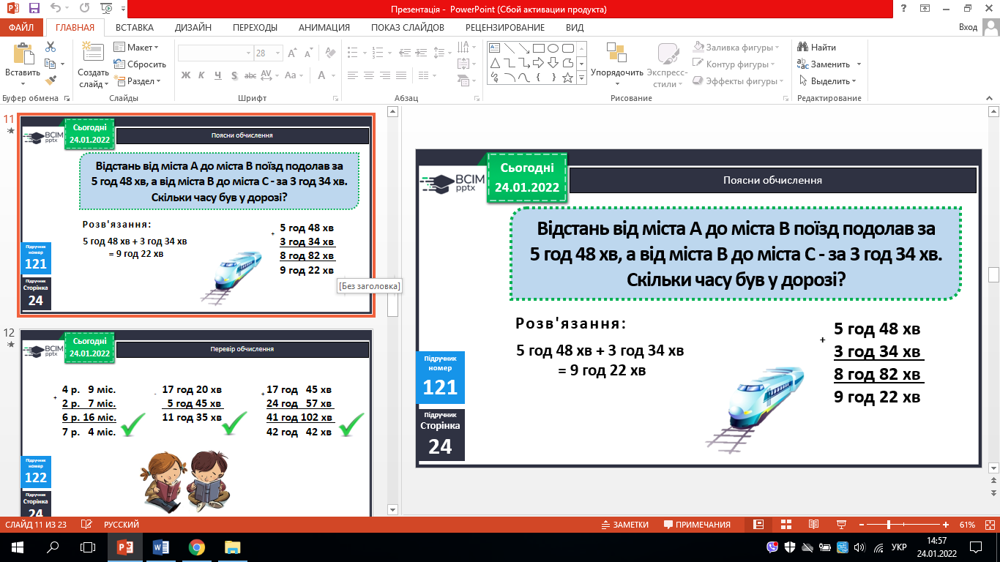 Презентація - PowerPoint (Сбой активации продукта)
ФАЙЛ ГЛАВНАЯ ВСТАВКА ДИЗАЙН ПЕРЕХОДЫ АНИМАЦИЯ ПОКАЗ СЛАЙДОВ РЕЦЕНЗИРОВАНИЕ ВИД Вход
Вставить
Создать слайд
Макет
Сбросить
Раздел
28
Ж К Ч S abc AV Aa A
Упорядочить
Экспресс-стили
Заливка фигуры
Контур фигуры
Эффекты фигуры
Найти
Заменить
Выделить
Буфер обмена Слайды Шрифт Абзац Рисование Редактирование
11
ВСІМ
pptx
Сьогодні
24.01.2022
Поясни обчислення
Відстань від міста А до міста В поїзд подолав за
5 год 48 хв, а від міста В до міста С - за 3 год 34 хв.
Скільки часу був у дорозі?
Розв'язання:
5 год 48 хв + 3 год 34 хв
= 9 год 22 хв
5 год 48 хв
+
3 год 34 хв
8 год 82 хв
9 год 22 хв
Підручник
номер
121
Підручник
Сторінка
24
[Без заголовка]
12
ВСІМ
pptx
Сьогодні
24.01.2022
Перевір обчислення
4 р. 9 міс.
+
2 р. 7 міс.
6 р. 16 міс.
7 р. 4 міс.
17 год 20 хв
-
5 год 45 хв
11 год 35 хв
17 год 45 хв
+
24 год 57 хв
41 год 102 хв
42 год 42 хв
Підручник
номер
122
Підручник
Сторінка
24
ВСІМ
pptx
Сьогодні
24.01.2022
Поясни обчислення
Відстань від міста А до міста В поїзд подолав за
5 год 48 хв, а від міста В до міста С - за 3 год 34 хв.
Скільки часу був у дорозі?
Розв'язання:
5 год 48 хв + 3 год 34 хв
= 9 год 22 хв
5 год 48 хв
+
3 год 34 хв
8 год 82 хв
9 год 22 хв
Підручник
номер
121
Підручник
Сторінка
24
СЛАЙД 11 ИЗ 23 РУССКИЙ ЗАМЕТКИ ПРИМЕЧАНИЯ 61%
УКР
14:57
24.01.2022